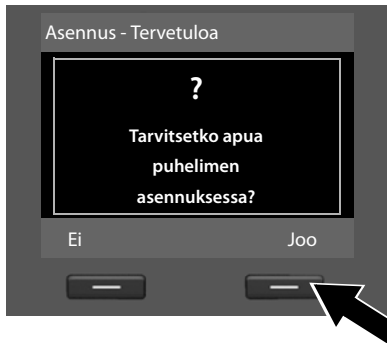 Asennus - Tervetuloa
?
Tarvitsetko apua
puhelimen
asennuksessa?
Ei
Joo